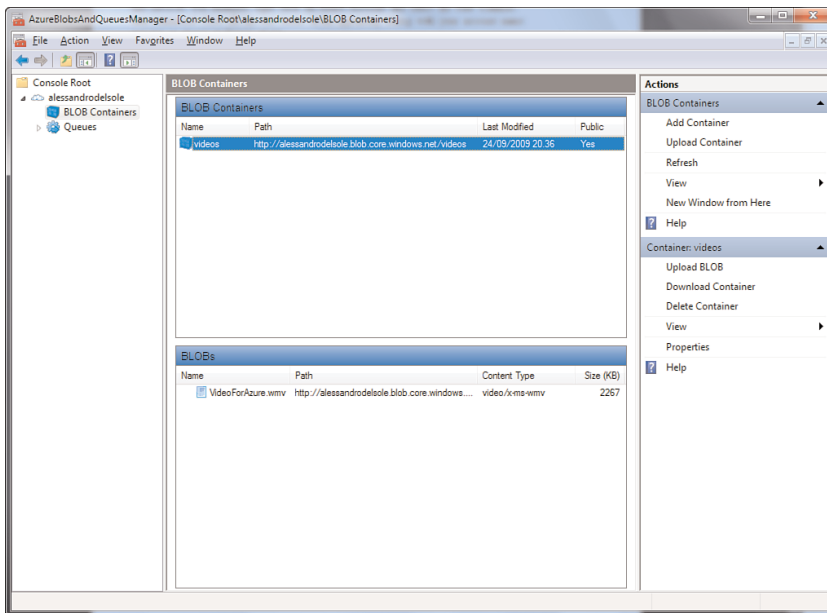 AzureBlobsAndQueuesManager - [Console Root\alessandrodelsole\BLOB Containers]
File Action View Favorites Window Help
Console Root
alessandrodelsole
BLOB Containers
Queues
BLOB Containers
BLOB Containers
Name Path Last Modified Public
videos http://alessandrodelsole.blob.core.windows.net/videos 24/09/2009 20.36 Yes
BLOBs
Name Path Content Type Size (KB)
VideoForAzure.wmv http://alessandrodelsole.blob.core.windows.... video/x-ms-wmv 2267
Actions
BLOB Containers
Add Container
Upload Container
Refresh
View
New Window from Here
Help
Container: videos
Upload BLOB
Download Container
Delete Container
View
Properties
Help